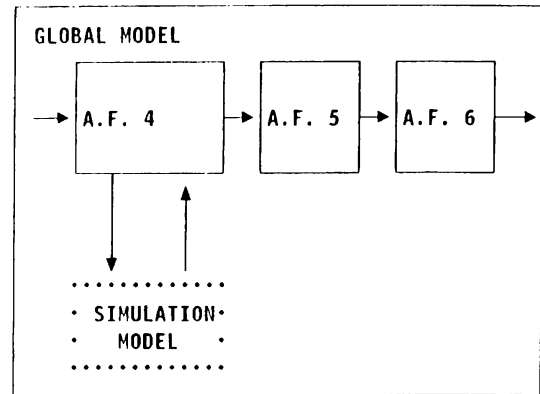 GLOBAL MODEL
A.F. 4
A.F. 5
A.F. 6
SIMULATION
MODEL